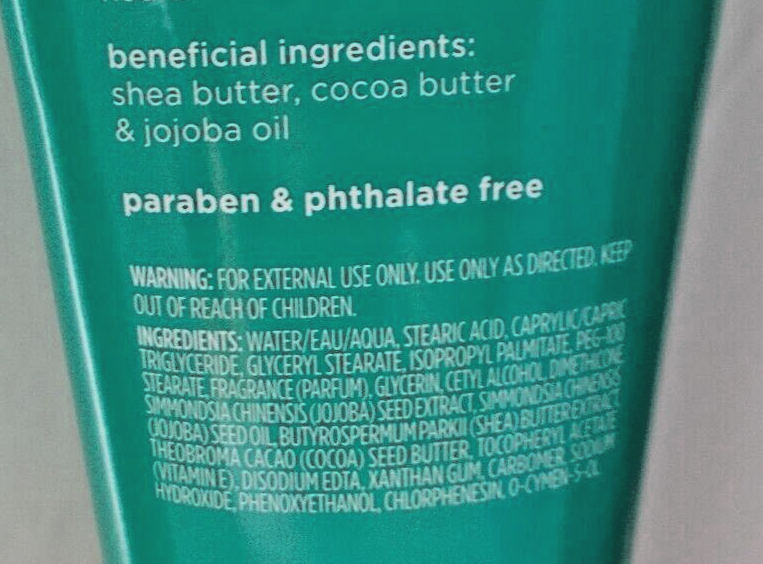 beneficial ingredients:
shea butter, cocoa butter
& jojoba oil
paraben & phthalate free
WARNING: FOR EXTERNAL USE ONLY. USE ONLY AS DIRECTED. KEEP
OUT OF REACH OF CHILDREN.
INGREDIENTS: WATER/EAU/AQUA, STEARIC ACID, CAPRYLIC/CAPRIC
TRIGLYCERIDE, GLYCERYL STEARATE, ISOPROPYL PALMITATE, PEG-100
STEARATE, FRAGRANCE (PARFUM), GLYCERIN, CETYL ALCOHOL, DIMETHICONE,
SIMMONDSIA CHINENSIS (JOJOBA) SEED EXTRACT, SIMMONDSIA CHINENSIS
(JOJOBA) SEED OIL, BUTYROSPERMUM PARKII (SHEA) BUTTER EXTRACT,
THEOBROMA CACAO (COCOA) SEED BUTTER, TOCOPHERYL ACETATE
(VITAMIN E), DISODIUM EDTA, XANTHAN GUM, CARBOMER, SODIUM
HYDROXIDE, PHENOXYETHANOL, CHLORPHENESIN, O-CYMEN-5-OL